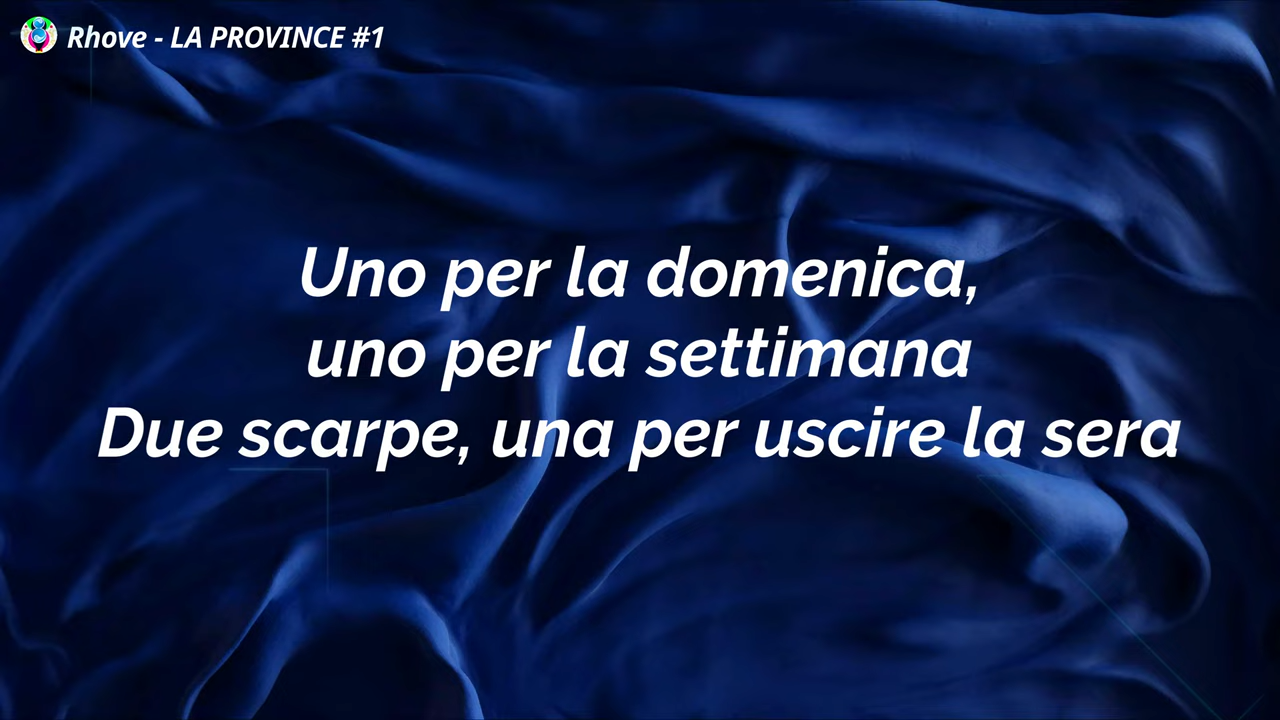 Rhove - LA PROVINCE #1
Uno per la domenica,
uno per la settimana
Due scarpe, una per uscire la sera